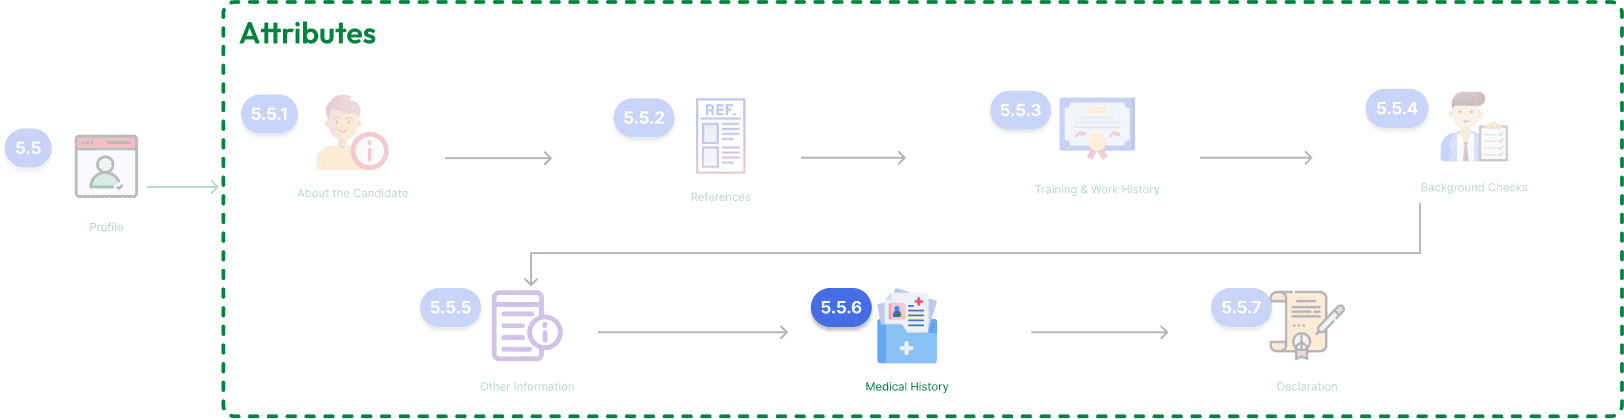 Attributes
5.5
Profile
5.5.1
About the Candidate
5.5.2
REF.
References
5.5.3
Training & Work History
5.5.4
Background Checks
5.5.5
Other Information
5.5.6
Medical History
5.5.7
Declaration